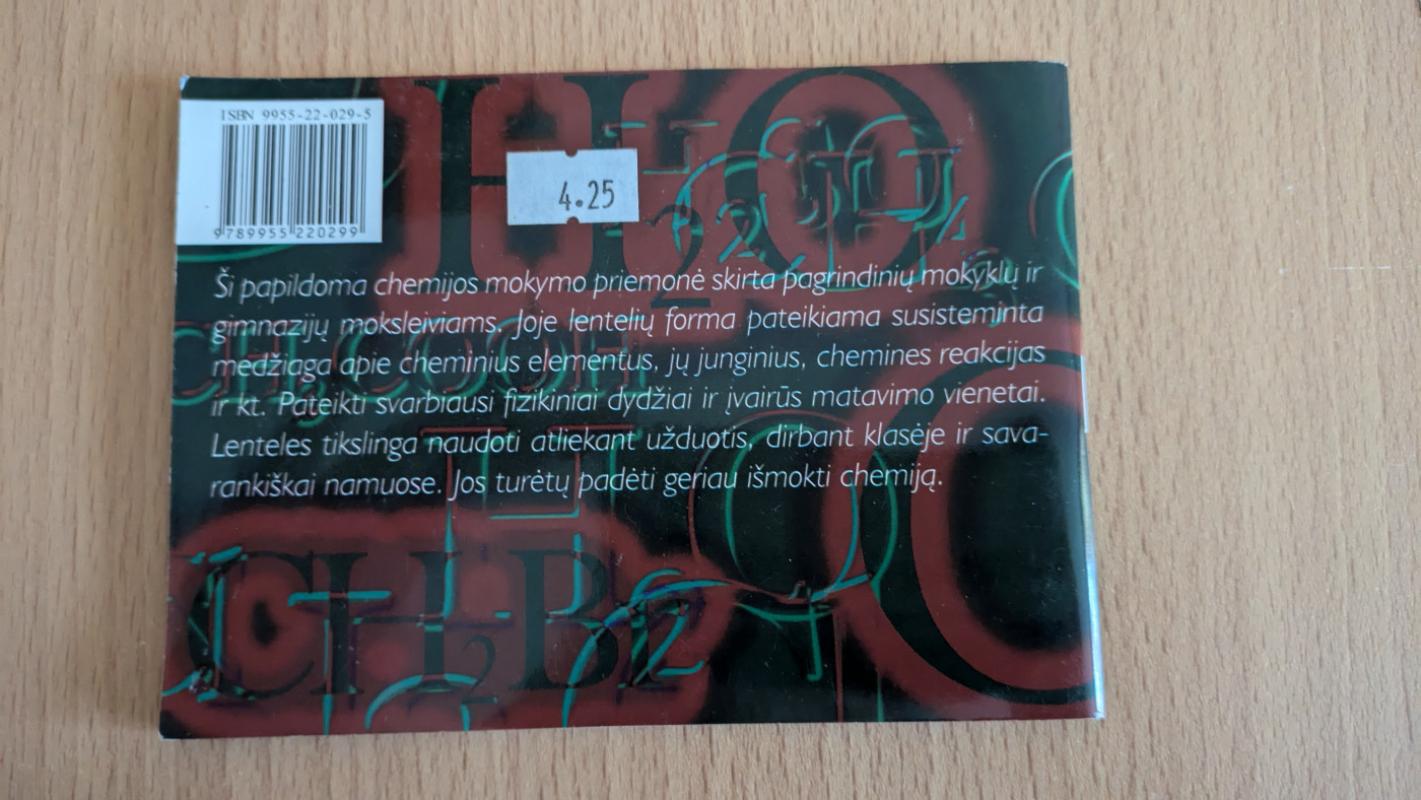 ISBN 9955-22-029-5
9789955220299
4.25
Ši papildoma chemijos mokymo priemonė skirta pagrindinių mokyklų ir
gimnazijų moksleiviams. Joje lentelių forma pateikiama susisteminta
medžiaga apie cheminius elementus, jų junginius, chemines reakcijas
ir kt. Pateikti svarbiausi fizikiniai dydžiai ir įvairūs matavimo vienetai.
Lenteles tikslinga naudoti atliekant užduotis, dirbant klasėje ir sava-
rankiškai namuose. Jos turėtų padėti geriau išmokti chemiją.
H₂O
CH₃COOH